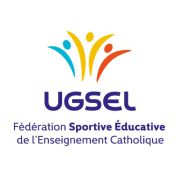 UGSEL
Fédération Sportive Éducative
de l'Enseignement Catholique